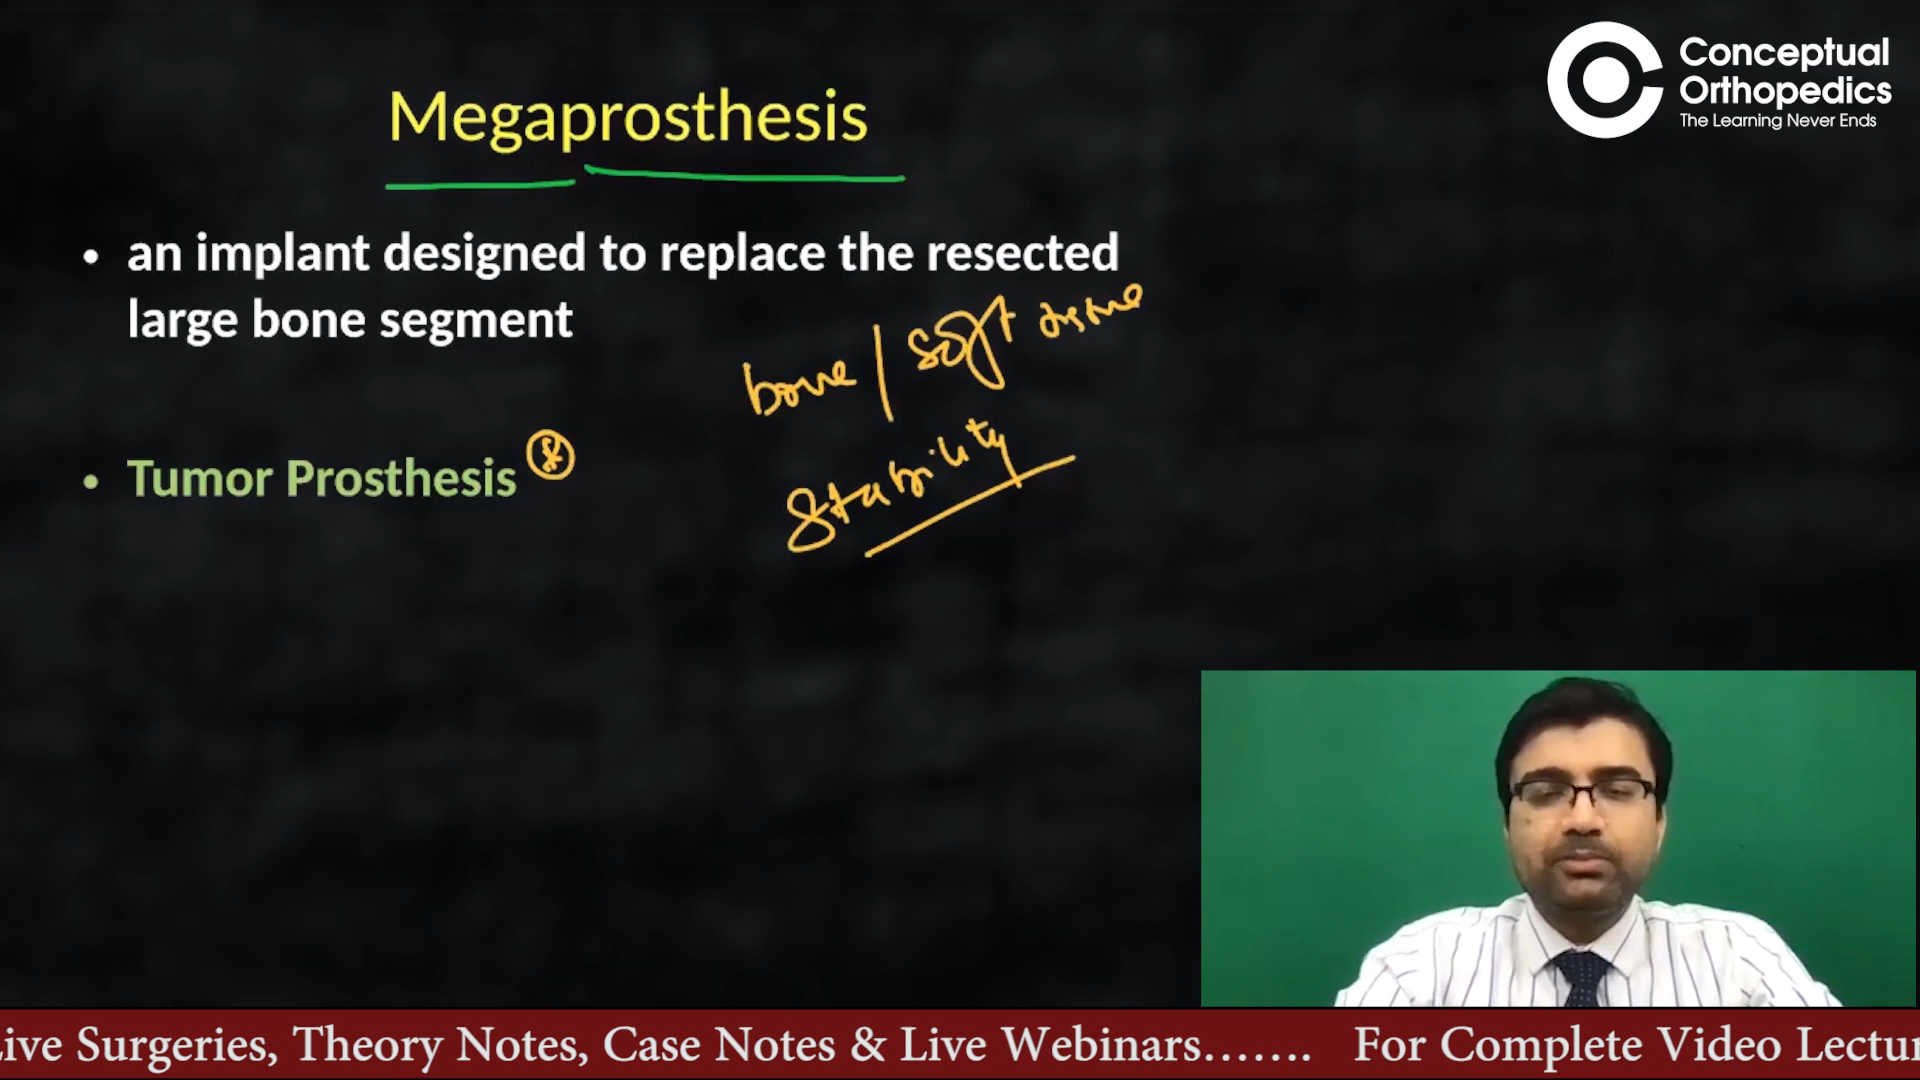 Conceptual
Orthopedics
The Learning Never Ends
Megaprosthesis
• an implant designed to replace the resected
large bone segment
bone / soft tissue
• Tumor Prosthesis
Stability
ive Surgeries, Theory Notes, Case Notes & Live Webinars....... For Complete Video Lectur